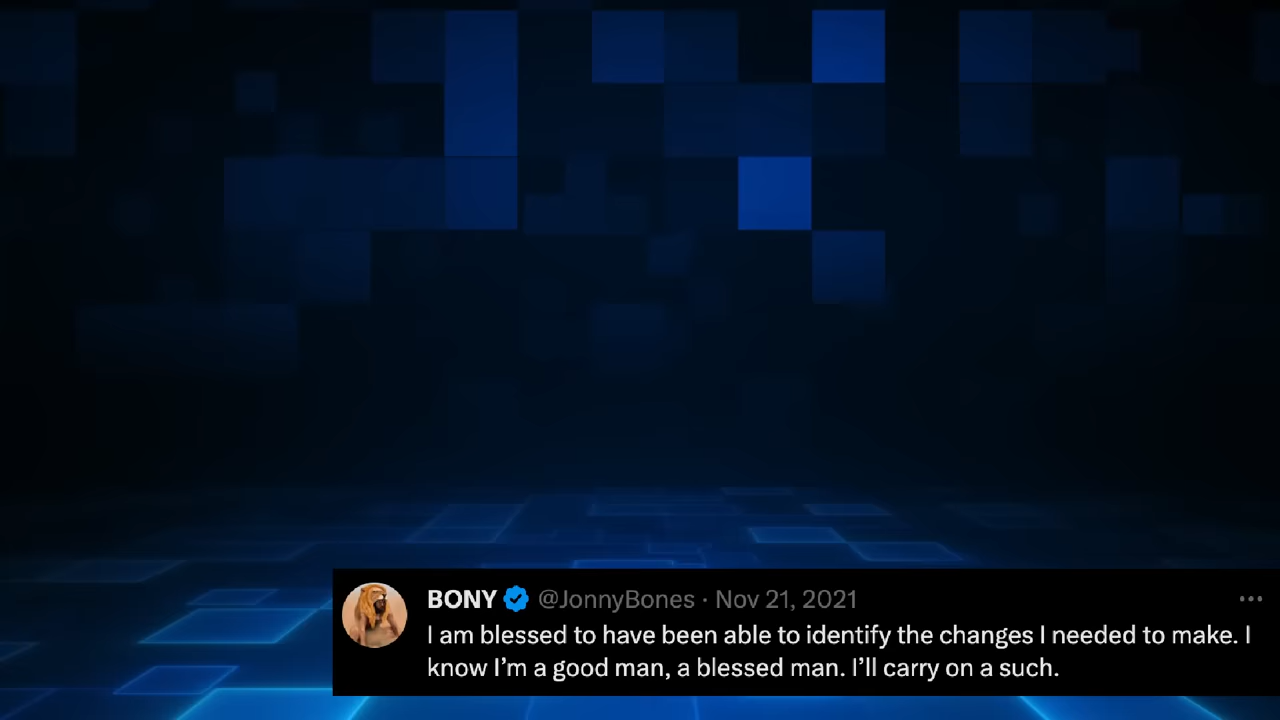 BONY @JonnyBones · Nov 21, 2021
I am blessed to have been able to identify the changes I needed to make. I
know I’m a good man, a blessed man. I’ll carry on a such.